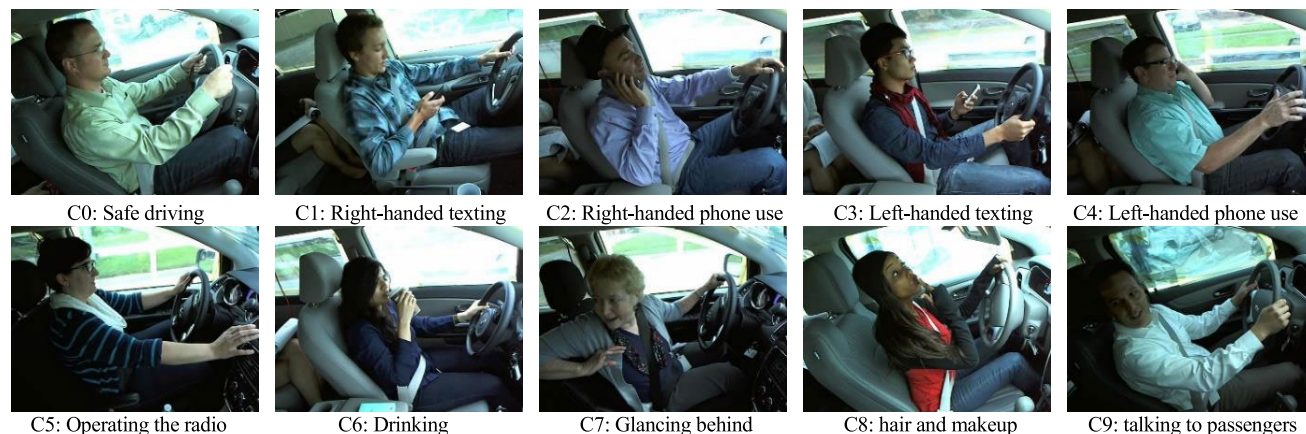 C0: Safe driving
C1: Right-handed texting
C2: Right-handed phone use
C3: Left-handed texting
C4: Left-handed phone use
C5: Operating the radio
C6: Drinking
C7: Glancing behind
C8: hair and makeup
C9: talking to passengers